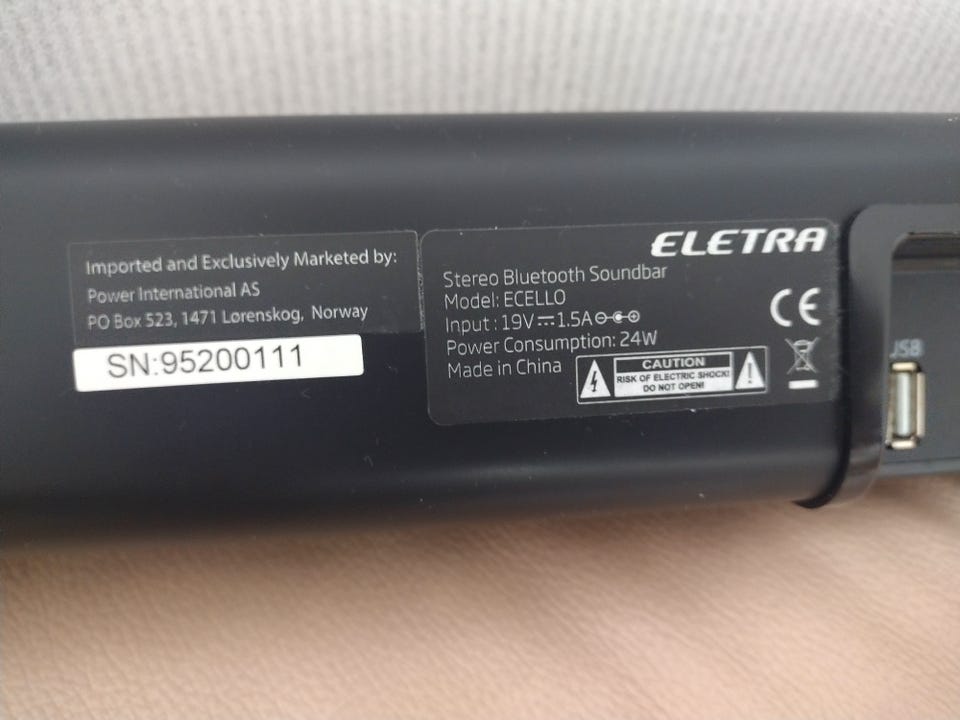 Imported and Exclusively Marketed by:
Power International AS
PO Box 523, 1471 Lørenskog, Norway
SN:95200111
ELETRA
Stereo Bluetooth Soundbar
Model: ECELLO
Input : 19V 1.5A
Power Consumption: 24W
Made in China
CE
CAUTION
RISK OF ELECTRIC SHOCK!
DO NOT OPEN!
USB